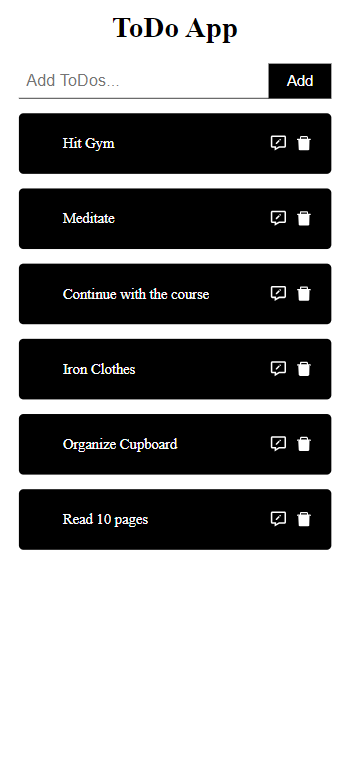 ToDo App
Add ToDos...
Add
Hit Gym
Meditate
Continue with the course
Iron Clothes
Organize Cupboard
Read 10 pages